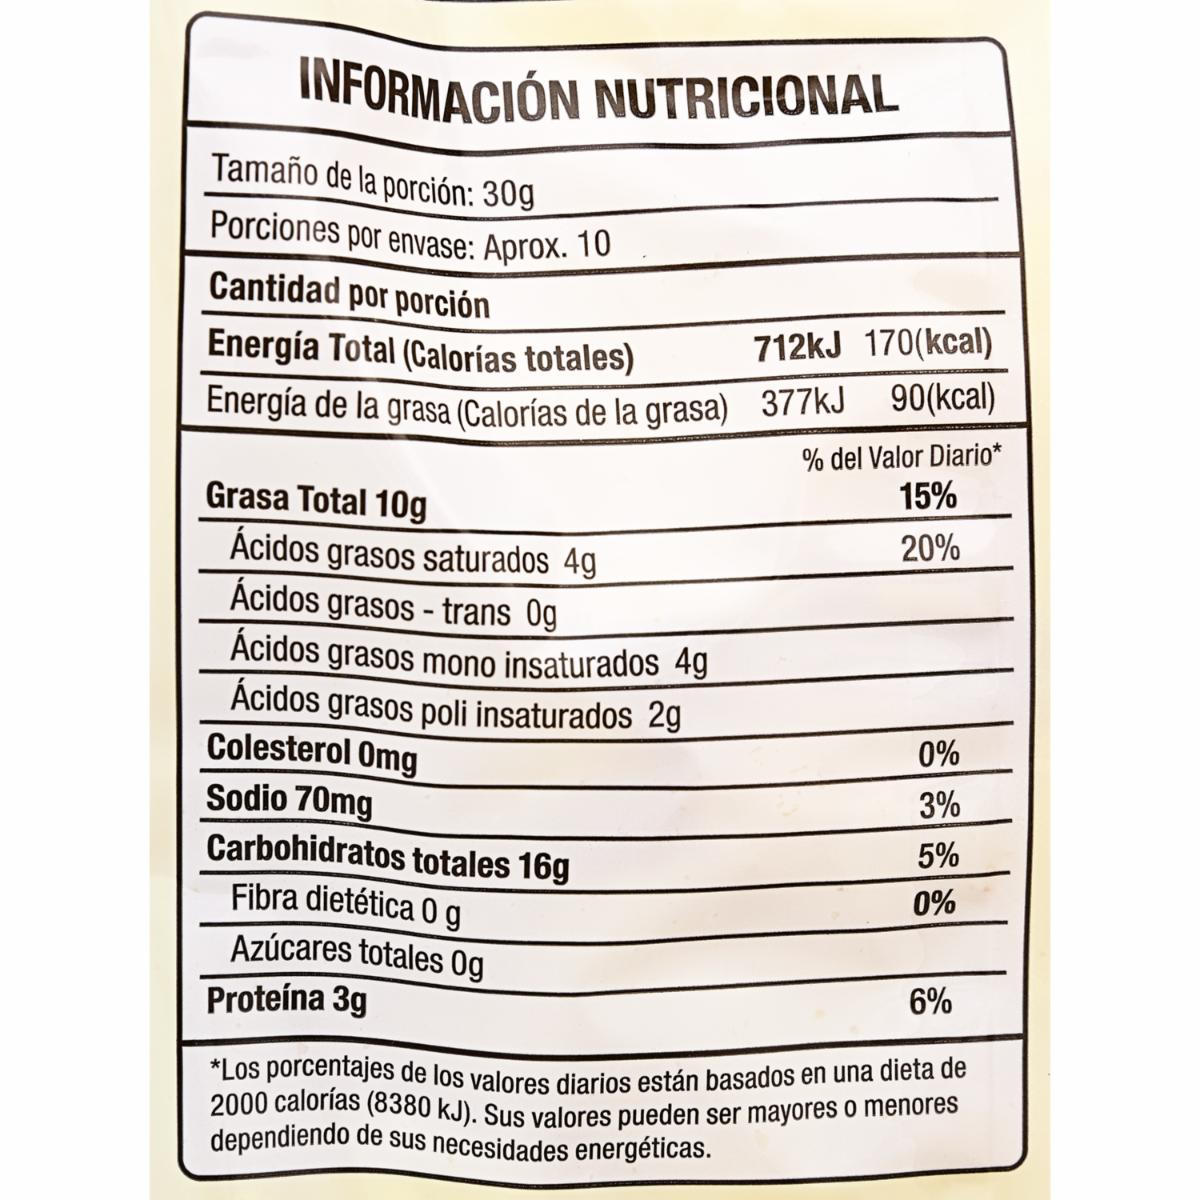 INFORMACIÓN NUTRICIONAL
Tamaño de la porción: 30g
Porciones por envase: Aprox. 10
Cantidad por porción
Energía Total (Calorías totales) 712kJ 170(kcal)
Energía de la grasa (Calorías de la grasa) 377kJ 90(kcal)
% del Valor Diario*
Grasa Total 10g 15%
Ácidos grasos saturados 4g 20%
Ácidos grasos - trans 0g
Ácidos grasos mono insaturados 4g
Ácidos grasos poli insaturados 2g
Colesterol 0mg 0%
Sodio 70mg 3%
Carbohidratos totales 16g 5%
Fibra dietética 0 g 0%
Azúcares totales 0g
Proteína 3g 6%
*Los porcentajes de los valores diarios están basados en una dieta de
2000 calorías (8380 kJ). Sus valores pueden ser mayores o menores
dependiendo de sus necesidades energéticas.